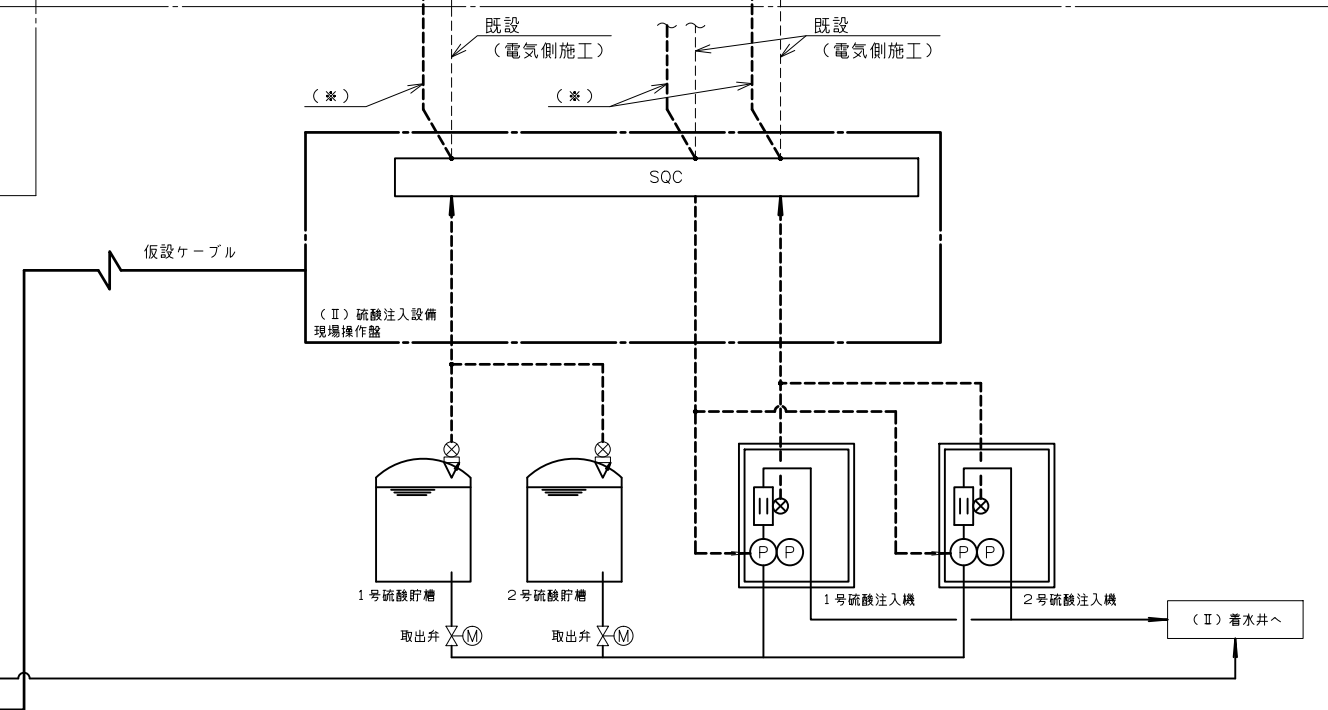 既設
(電気側施工)
既設
(電気側施工)
(※)
(※)
SQC
仮設ケーブル
(Ⅱ)硫酸注入設備
現場操作盤
P
P
P
P
1号硫酸貯槽
2号硫酸貯槽
1号硫酸注入機
2号硫酸注入機
(Ⅱ)着水井へ
取出弁
M
取出弁
M